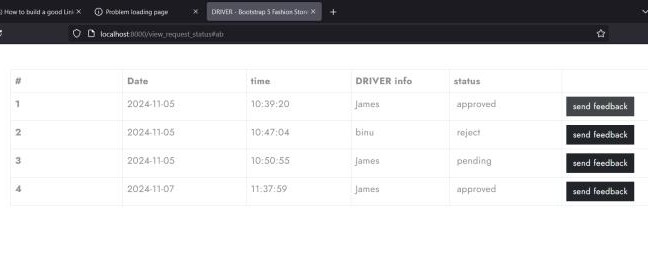 ) How to build a good Lin
Problem loading page
DRIVER - Bootstrap 5 Fashion Store
localhost:8000/view_request_status#ab
# Date time DRIVER info status
1 2024-11-05 10:39:20 James approved send feedback
2 2024-11-05 10:47:04 binu reject send feedback
3 2024-11-05 10:50:55 James pending send feedback
4 2024-11-07 11:37:59 James approved send feedback